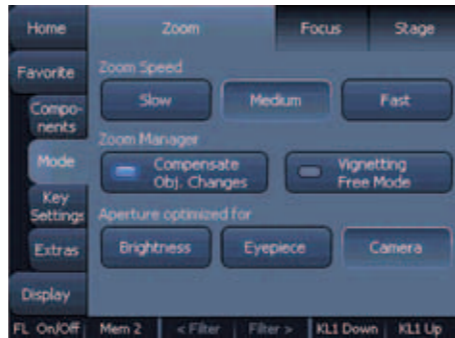 Home
Zoom
Focus
Stage
Favorite
Compo-
nents
Mode
Key
Settings
Extras
Display
Zoom Speed
Slow
Medium
Fast
Zoom Manager
Compensate
Obj. Changes
Vignetting
Free Mode
Aperture optimized for
Brightness
Eyepiece
Camera
FL On/Off
Mem 2
< Filter
Filter >
KL1 Down
KL1 Up